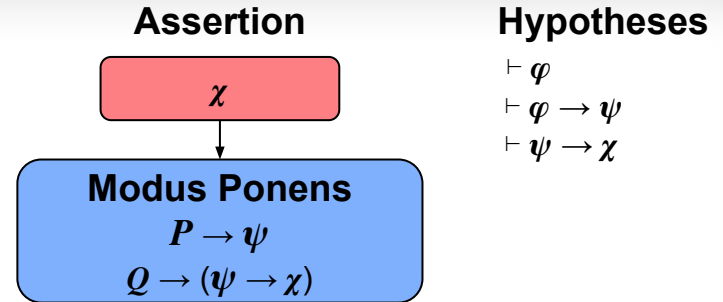 Assertion
χ
Modus Ponens
P → ψ
Q → (ψ → χ)
Hypotheses
⊢ φ
⊢ φ → ψ
⊢ ψ → χ